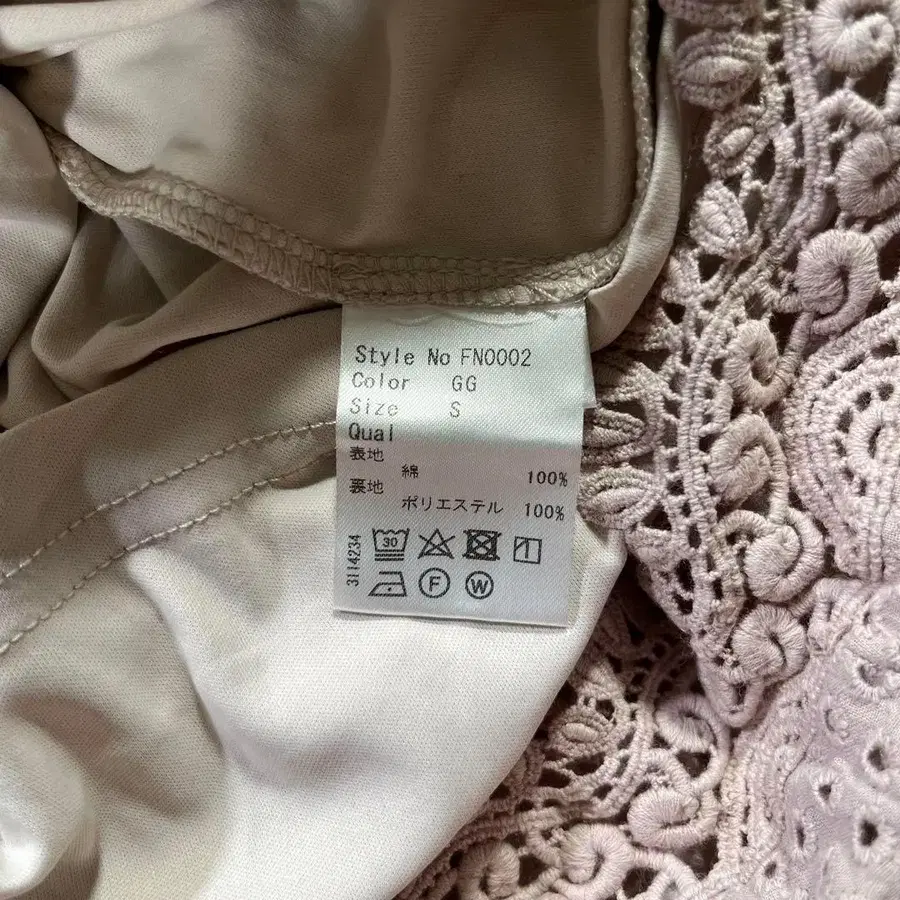 Style No FN0002
Color GG
Size S
Qual
表地
綿 100%
裏地
ポリエステル 100%
3114234
30
F W